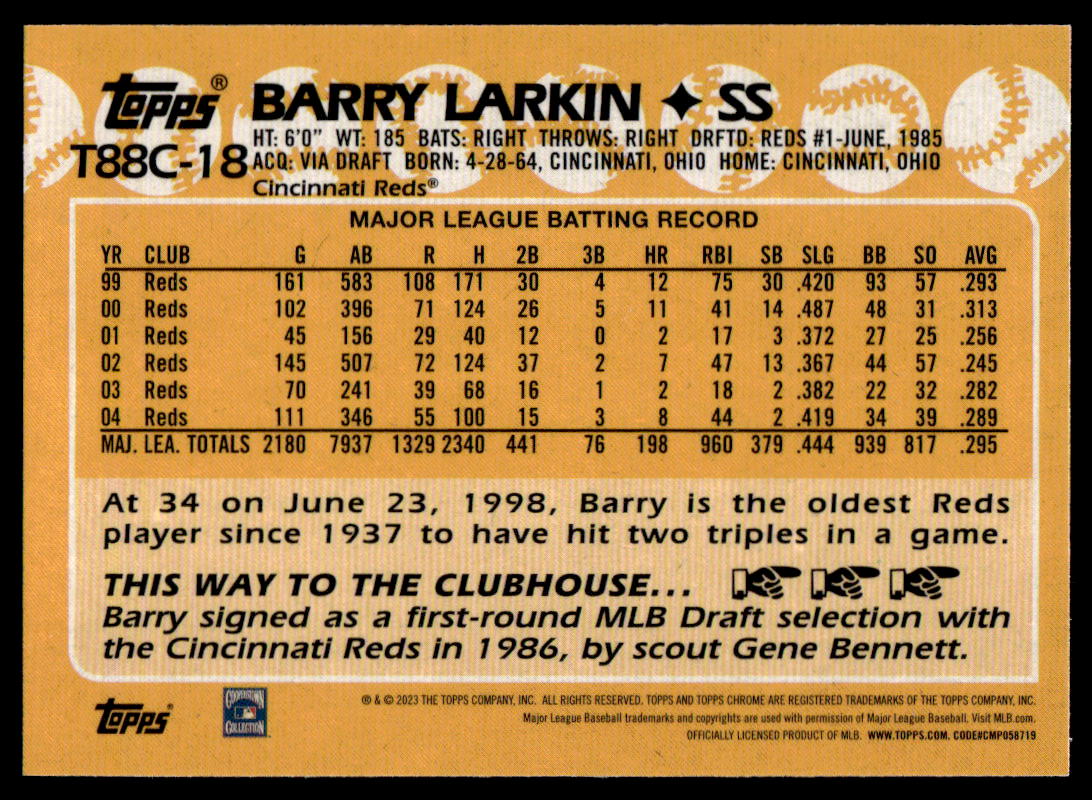 Topps®
BARRY LARKIN ✦ SS
T88C-18
HT: 6'0" WT: 185 BATS: RIGHT THROWS: RIGHT DRFTD: REDS #1-JUNE, 1985
ACQ: VIA DRAFT BORN: 4-28-64, CINCINNATI, OHIO HOME: CINCINNATI, OHIO
Cincinnati Reds®
MAJOR LEAGUE BATTING RECORD
YR CLUB G AB R H 2B 3B HR RBI SB SLG BB SO AVG
99 Reds 161 583 108 171 30 4 12 75 30 .420 93 57 .293
00 Reds 102 396 71 124 26 5 11 41 14 .487 48 31 .313
01 Reds 45 156 29 40 12 0 2 17 3 .372 27 25 .256
02 Reds 145 507 72 124 37 2 7 47 13 .367 44 57 .245
03 Reds 70 241 39 68 16 1 2 18 2 .382 22 32 .282
04 Reds 111 346 55 100 15 3 8 44 2 .419 34 39 .289
MAJ. LEA. TOTALS 2180 7937 1329 2340 441 76 198 960 379 .444 939 817 .295
At 34 on June 23, 1998, Barry is the oldest Reds
player since 1937 to have hit two triples in a game.
THIS WAY TO THE CLUBHOUSE...
Barry signed as a first-round MLB Draft selection with
the Cincinnati Reds in 1986, by scout Gene Bennett.
Topps®
COOPERSTOWN
COLLECTION
® & © 2023 THE TOPPS COMPANY, INC. ALL RIGHTS RESERVED. TOPPS AND TOPPS CHROME ARE REGISTERED TRADEMARKS OF THE TOPPS COMPANY, INC.
Major League Baseball trademarks and copyrights are used with permission of Major League Baseball. Visit MLB.com.
OFFICIALLY LICENSED PRODUCT OF MLB. WWW.TOPPS.COM. CODE#CMP058719